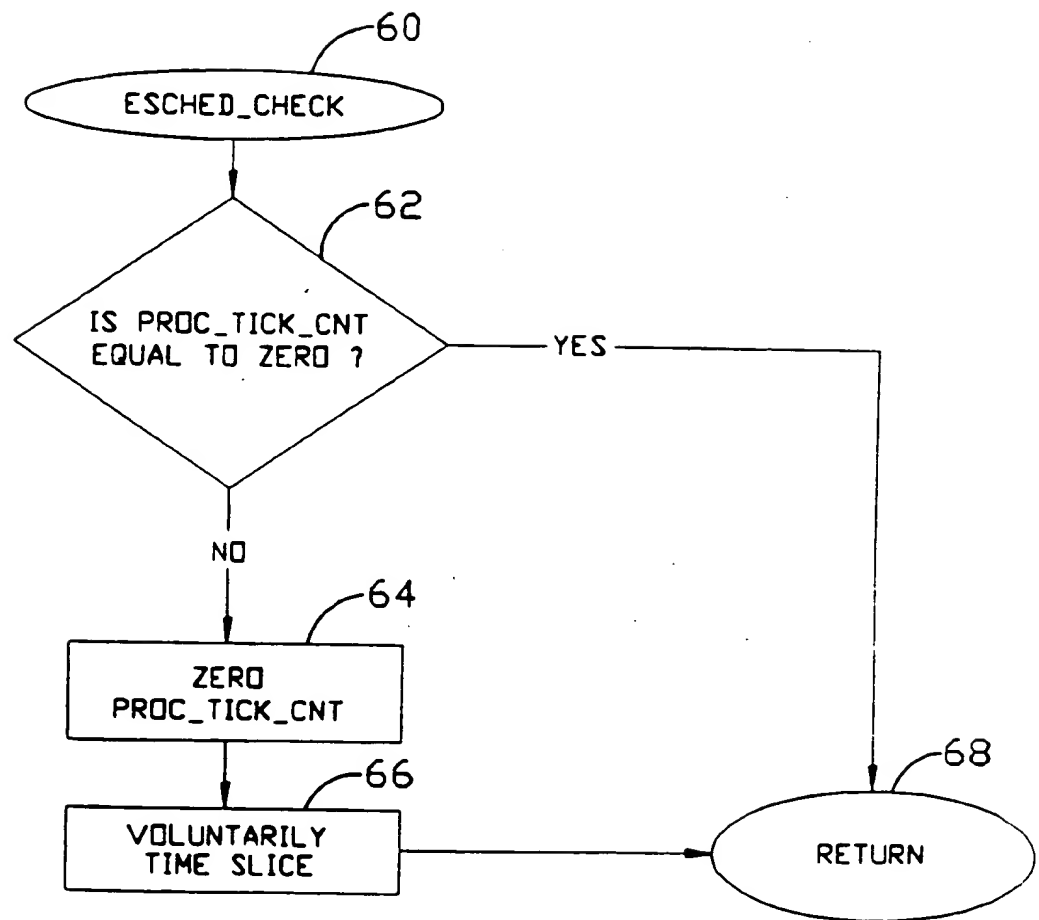 60
ESCHED_CHECK
62
IS PROC_TICK_CNT
EQUAL TO ZERO ?
YES
NO
64
ZERO
PROC_TICK_CNT
66
VOLUNTARILY
TIME SLICE
68
RETURN